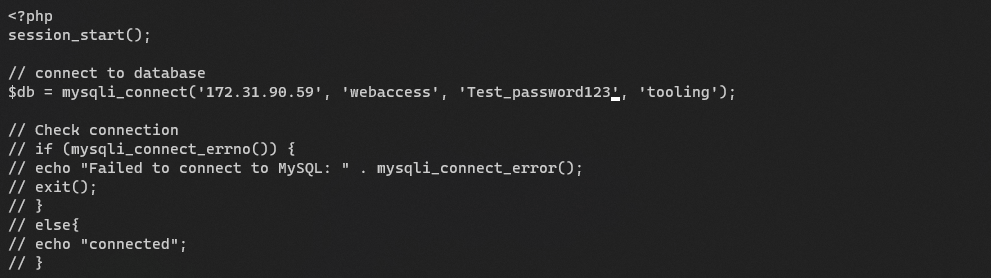 <?php
session_start();
// connect to database
$db = mysqli_connect('172.31.90.59', 'webaccess', 'Test_password123', 'tooling');
// Check connection
// if (mysqli_connect_errno()) {
// echo "Failed to connect to MySQL: " . mysqli_connect_error();
// exit();
// }
// else{
// echo "connected";
// }